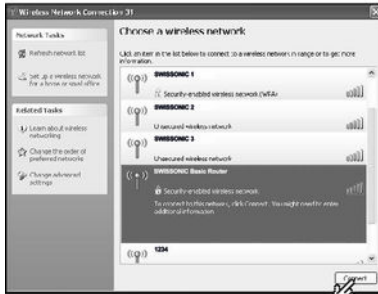 Wireless Network Connection 31
Network Tasks
Refresh network list
Set up a wireless network
for a home or small office
Related Tasks
Learn about wireless
networking
Change the order of
preferred networks
Change advanced
settings
Choose a wireless network
Click an item in the list below to connect to a wireless network in range or to get more
information.
SWISSONIC 1
Security-enabled wireless network (WPA)
SWISSONIC 2
Unsecured wireless network
SWISSONIC 3
Unsecured wireless network
SWISSONIC Basic Router
Security-enabled wireless network
To connect to this network, click Connect. You might need to enter
additional information.
1234
Connect